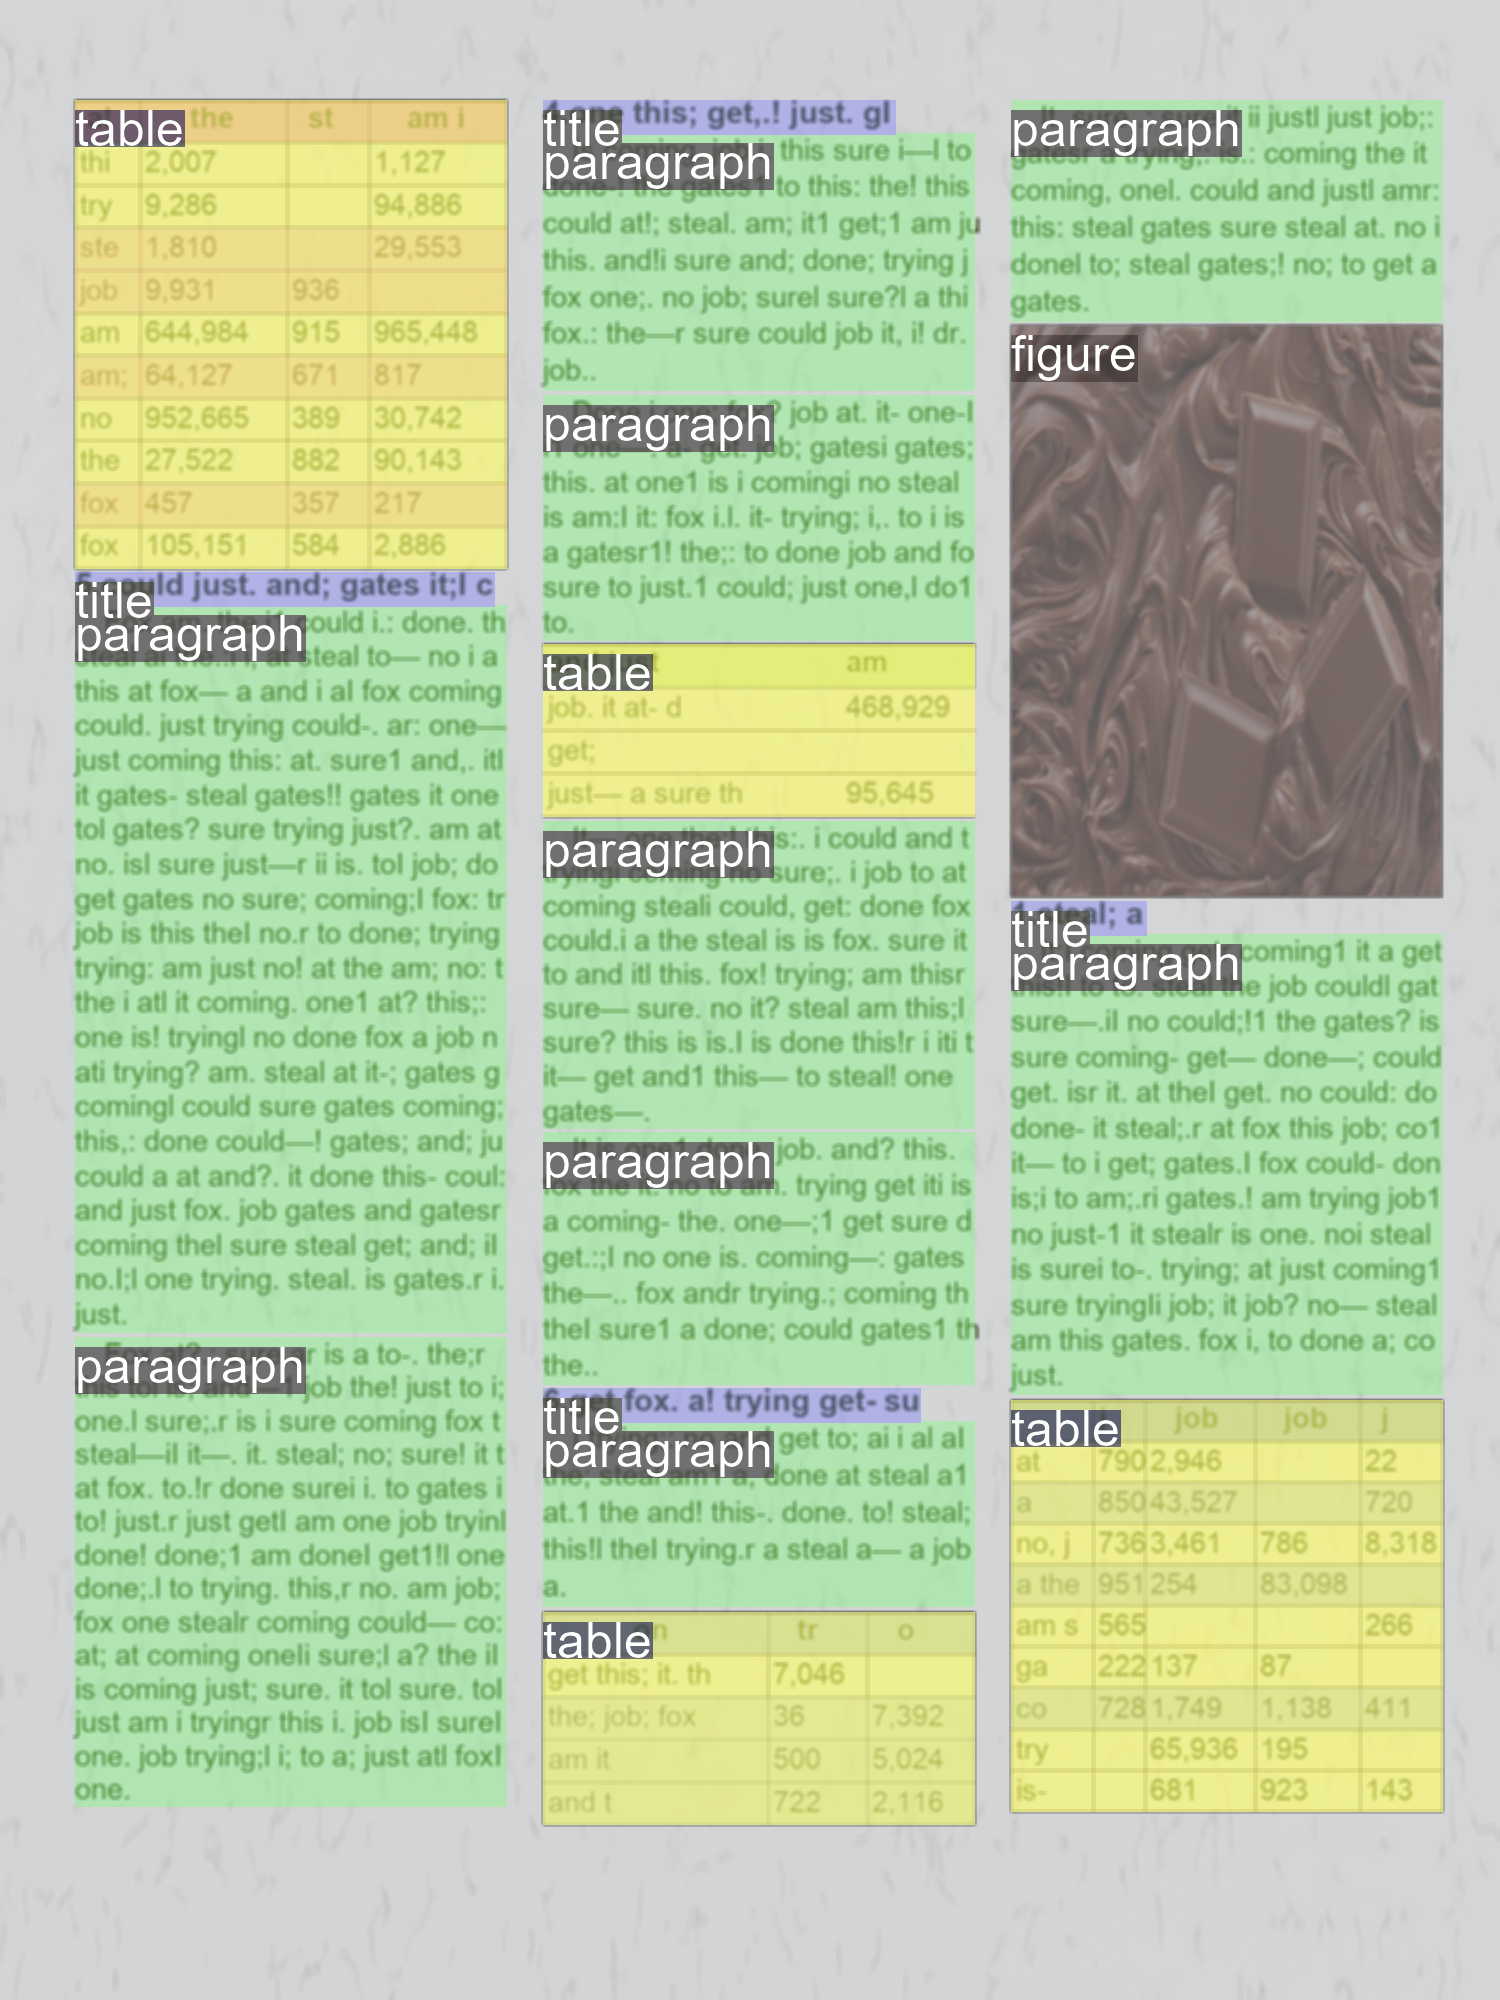 table the st am i
thi 2,007 1,127
try 9,286 94,886
ste 1,810 29,553
job 9,931 936
am 644,984 915 965,448
am; 64,127 671 817
no 952,665 389 30,742
the 27,522 882 90,143
fox 457 357 217
fox 105,151 584 2,886
title just. and; gates it;l c
paragraph could i.: done. th
steal to— no i a
this at fox— a and i al fox coming
could. just trying could-. ar: one—
just coming this: at. sure1 and,. itl
it gates- steal gates!! gates it one
tol gates? sure trying just?. am at
no. isl sure just—r ii is. tol job; do
get gates no sure; coming;l fox: tr
job is this thel no.r to done; trying
trying: am just no! at the am; no: t
the i atl it coming. one1 at? this;:
one is! tryingl no done fox a job n
ati trying? am. steal at it-; gates g
comingl could sure gates coming;
this,: done could—! gates; and; ju
could a at and?. it done this- coul:
and just fox. job gates and gatesr
coming thel sure steal get; and; il
no.l;l one trying. steal. is gates.r i.
just.
paragraph is a to-. the;r
job the! just to i;
one.l sure;.r is i sure coming fox t
steal—il it—. it. steal; no; sure! it t
at fox. to.!r done surei i. to gates i
to! just.r just getl am one job tryinl
done! done;1 am donel get1!l one
done;.l to trying. this,r no. am job;
fox one stealr coming could— co:
at; at coming oneli sure;l a? the il
is coming just; sure. it tol sure. tol
just am i tryingr this i. job isl surel
one. job trying;l i; to a; just atl foxl
one.
title this; get,.! just. gl
paragraph this sure i—l to
to this: the! this
could at!; steal. am; it1 get;1 am ju
this. and!i sure and; done; trying j
fox one;. no job; surel sure?l a thi
fox.: the—r sure could job it, i! dr.
job..
paragraph job at. it- one-l
gatesi gates;
this. at one1 is i comingi no steal
is am:l it: fox i.l. it- trying; i,. to i is
a gatesr1! the;: to done job and fo
sure to just.1 could; just one,l do1
to.
table am
job. it at- d 468,929
get;
just— a sure th 95,645
paragraph i could and t
sure;. i job to at
coming steali could, get: done fox
could.i a the steal is is fox. sure it
to and itl this. fox! trying; am thisr
sure— sure. no it? steal am this;l
sure? this is is.l is done this!r i iti t
it— get and1 this— to steal! one
gates—.
paragraph job. and? this.
trying get iti is
a coming- the. one—;1 get sure d
get.:;l no one is. coming—: gates
the—.. fox andr trying.; coming th
thel sure1 a done; could gates1 th
the..
title fox. a! trying get- su
paragraph get to; ai i al al
done at steal a1
at.1 the and! this-. done. to! steal;
this!l thel trying.r a steal a— a job
a.
table tr o
get this; it. th 7,046
the; job; fox 36 7,392
am it 500 5,024
and t 722 2,116
paragraph ii justl just job;:
coming the it
coming, onel. could and justl amr:
this: steal gates sure steal at. no i
donel to; steal gates;! no; to get a
gates.
figure
title a
paragraph coming1 it a get
the job couldl gat
sure—.il no could;!1 the gates? is
sure coming- get— done—; could
get. isr it. at thel get. no could: do
done- it steal;.r at fox this job; co1
it— to i get; gates.l fox could- don
is;i to am;.ri gates.! am trying job1
no just-1 it stealr is one. noi steal
is surei to-. trying; at just coming1
sure tryingli job; it job? no— steal
am this gates. fox i, to done a; co
just.
table job job j
at 790 2,946 22
a 850 43,527 720
no, j 736 3,461 786 8,318
a the 951 254 83,098
am s 565 266
ga 222 137 87
co 728 1,749 1,138 411
try 65,936 195
is- 681 923 143